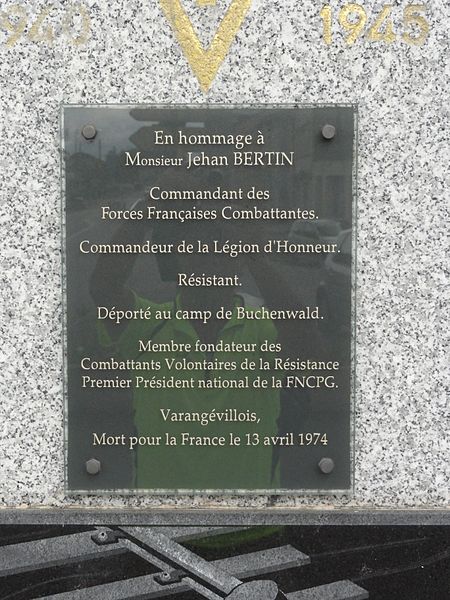 1940 1945
En hommage à
Monsieur Jehan BERTIN
Commandant des
Forces Françaises Combattantes.
Commandeur de la Légion d'Honneur.
Résistant.
Déporté au camp de Buchenwald.
Membre fondateur des
Combattants Volontaires de la Résistance
Premier Président national de la FNCPG.
Varangévillois,
Mort pour la France le 13 avril 1974